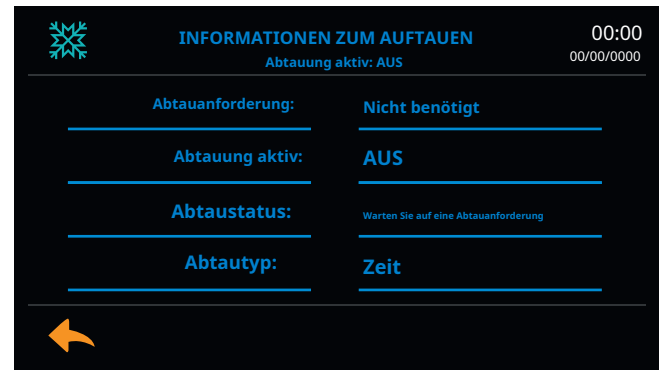 INFORMATIONEN ZUM AUFTAUEN
00:00
Abtauung aktiv: AUS
00/00/0000
Abtauanforderung: Nicht benötigt
Abtauung aktiv: AUS
Abtaustatus: Warten Sie auf eine Abtauanforderung
Abtautyp: Zeit